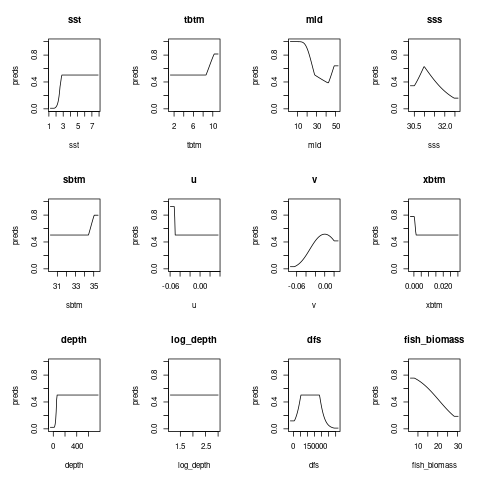 sst
preds
0.0 0.4 0.8
1 3 5 7
sst
tbtm
preds
0.0 0.4 0.8
2 6 10
tbtm
mld
preds
0.0 0.4 0.8
10 30 50
mld
sss
preds
0.0 0.4 0.8
30.5 32.0
sss
sbtm
preds
0.0 0.4 0.8
31 33 35
sbtm
u
preds
0.0 0.4 0.8
-0.06 0.00
u
v
preds
0.0 0.4 0.8
-0.06 0.00
v
xbtm
preds
0.0 0.4 0.8
0.000 0.020
xbtm
depth
preds
0.0 0.4 0.8
0 400
depth
log_depth
preds
0.0 0.4 0.8
1.5 2.5
log_depth
dfs
preds
0.0 0.4 0.8
0 150000
dfs
fish_biomass
preds
0.0 0.4 0.8
10 20 30
fish_biomass